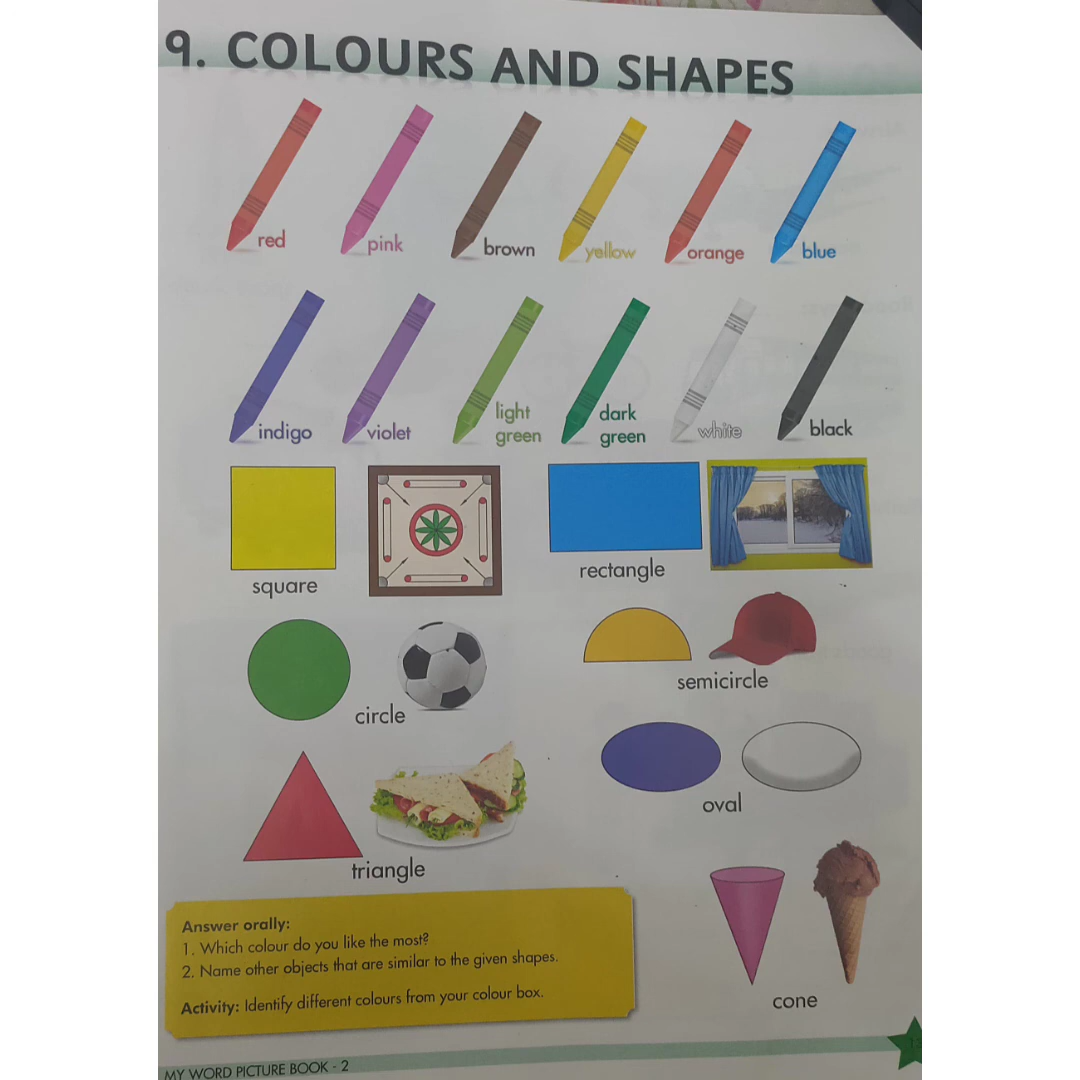 9. COLOURS AND SHAPES
red
pink
brown
yellow
orange
blue
indigo
violet
light
green
dark
green
white
black
square
rectangle
circle
semicircle
triangle
oval
cone
Answer orally:
1. Which colour do you like the most?
2. Name other objects that are similar to the given shapes.
Activity: Identify different colours from your colour box.
MY WORD PICTURE BOOK - 2